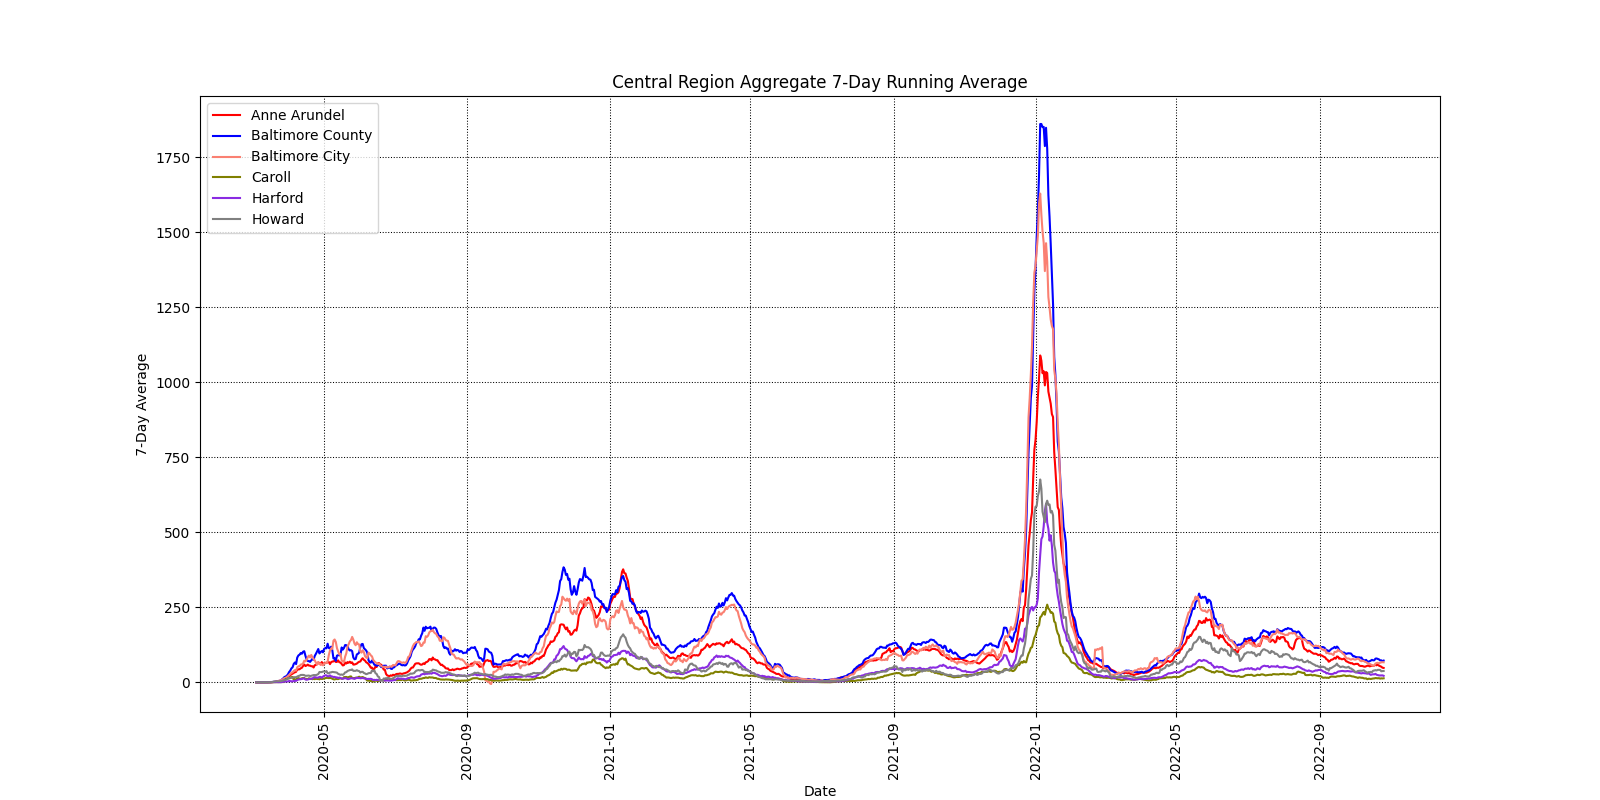 Central Region Aggregate 7-Day Running Average
Anne Arundel
Baltimore County
Baltimore City
Caroll
Harford
Howard
7-Day Average
1750
1500
1250
1000
750
500
250
0
2020-05
2020-09
2021-01
2021-05
2021-09
2022-01
2022-05
2022-09
Date